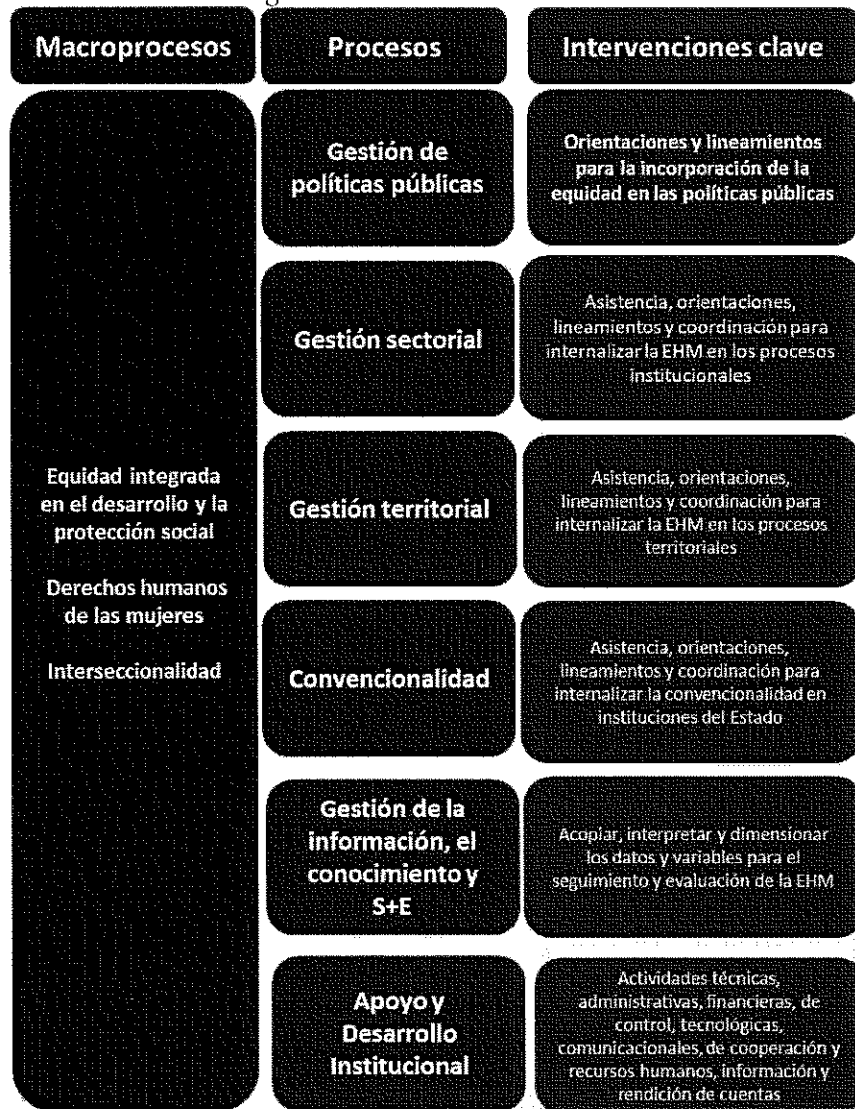 Macroprocesos
Procesos
Intervenciones clave
Equidad integrada
en el desarrollo y la
protección social
Derechos humanos
de las mujeres
Interseccionalidad
Gestión de
políticas públicas
Orientaciones y lineamientos
para la incorporación de la
equidad en las políticas públicas
Gestión sectorial
Asistencia, orientaciones,
lineamientos y coordinación para
internalizar la EHM en los procesos
institucionales
Gestión territorial
Asistencia, orientaciones,
lineamientos y coordinación para
internalizar la EHM en los procesos
territoriales
Convencionalidad
Asistencia, orientaciones,
lineamientos y coordinación para
internalizar la convencionalidad en
instituciones del Estado
Gestión de la
información, el
conocimiento y
S+E
Acopiar, interpretar y dimensionar
los datos y variables para el
seguimiento y evaluación de la EHM
Apoyo y
Desarrollo
Institucional
Actividades técnicas,
administrativas, financieras, de
control, tecnológicas,
comunicacionales, de cooperación y
recursos humanos, información y
rendición de cuentas